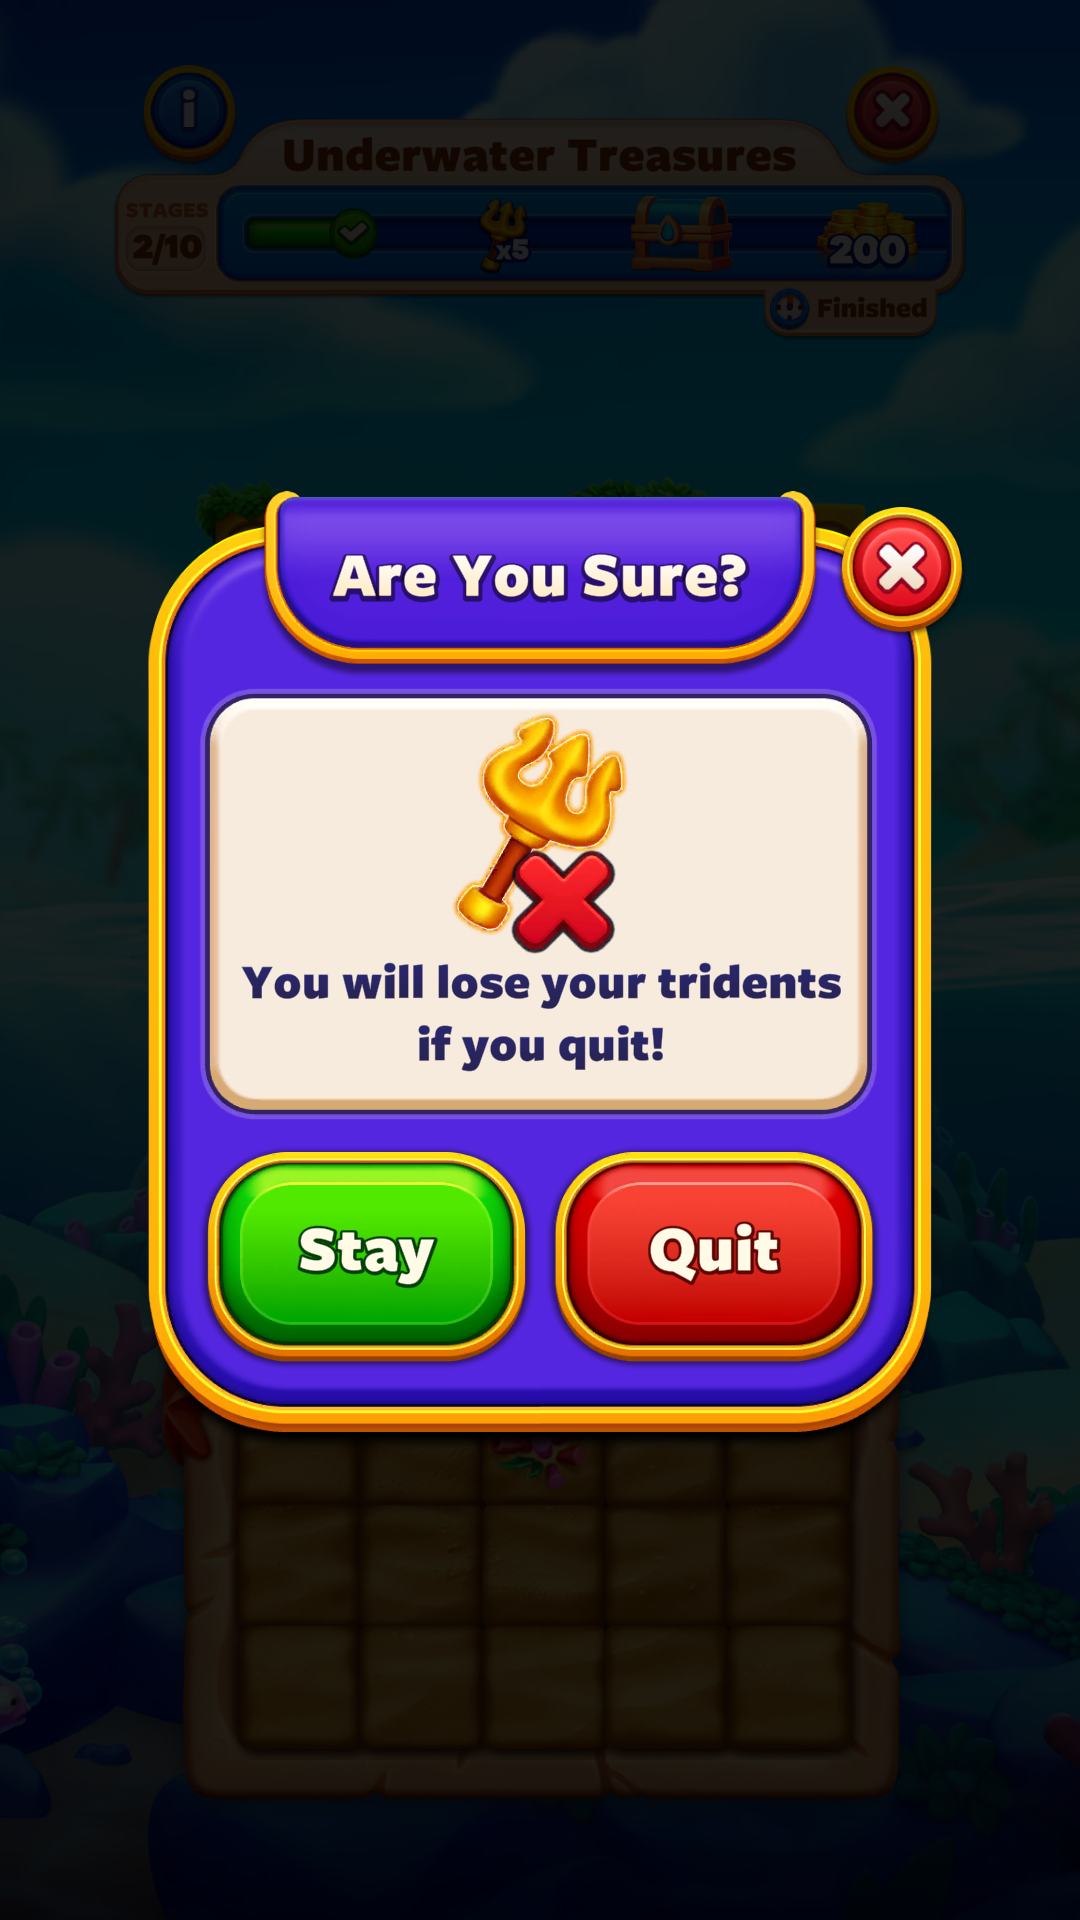 i
Underwater Treasures
STAGES
2/10
x5
200
Finished
Are You Sure?
You will lose your tridents
if you quit!
Stay
Quit